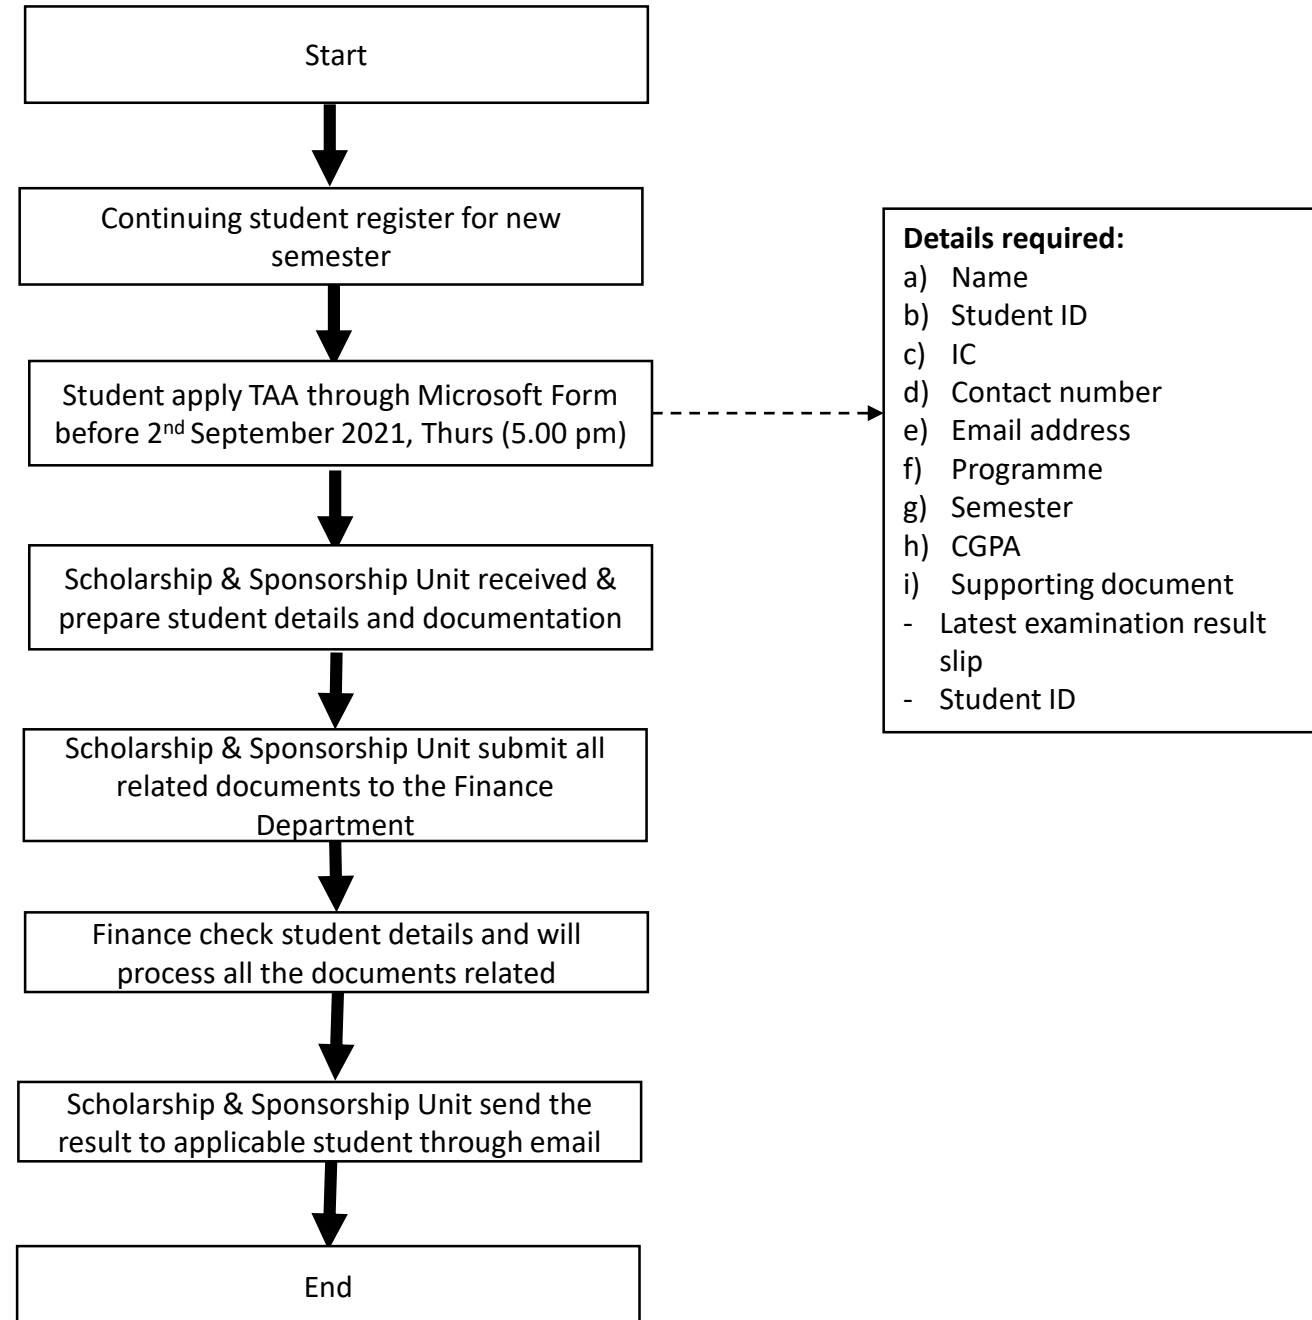 Start
Continuing student register for new
semester
Student apply TAA through Microsoft Form
before 2nd September 2021, Thurs (5.00 pm)
Details required:
a) Name
b) Student ID
c) IC
d) Contact number
e) Email address
f) Programme
g) Semester
h) CGPA
i) Supporting document
- Latest examination result
slip
- Student ID
Scholarship & Sponsorship Unit received &
prepare student details and documentation
Scholarship & Sponsorship Unit submit all
related documents to the Finance
Department
Finance check student details and will
process all the documents related
Scholarship & Sponsorship Unit send the
result to applicable student through email
End